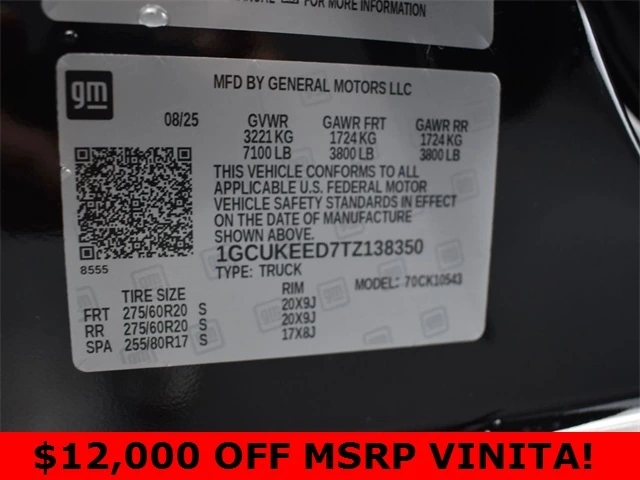 FOR MORE INFORMATION
gm
MFD BY GENERAL MOTORS LLC
08/25 GVWR GAWR FRT GAWR RR
3221 KG 1724 KG 1724 KG
7100 LB 3800 LB 3800 LB
THIS VEHICLE CONFORMS TO ALL
APPLICABLE U.S. FEDERAL MOTOR
VEHICLE SAFETY STANDARDS IN EFFECT
ON THE DATE OF MANUFACTURE
SHOWN ABOVE.
8555
1GCUKEED7TZ138350
TYPE: TRUCK MODEL: 70CK10543
TIRE SIZE RIM
FRT 275/60R20 S 20X9J
RR 275/60R20 S 20X9J
SPA 255/80R17 S 17X8J
$12,000 OFF MSRP VINITA!